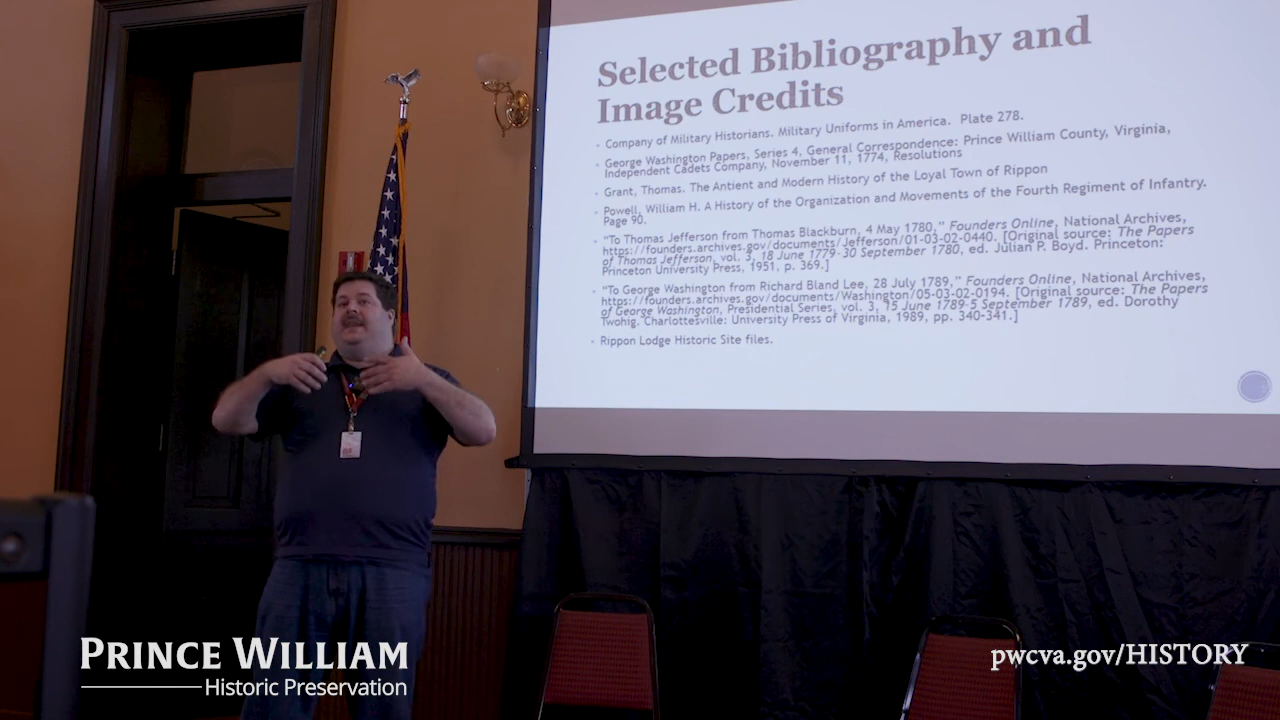 Selected Bibliography and
Image Credits
Company of Military Historians. Military Uniforms in America. Plate 278.
George Washington Papers, Series 4, General Correspondence: Prince William County, Virginia,
Independent Cadets Company, November 11, 1774, Resolutions
Grant, Thomas. The Antient and Modern History of the Loyal Town of Rippon
Powell, William H. A History of the Organization and Movements of the Fourth Regiment of Infantry.
Page 90.
“To Thomas Jefferson from Thomas Blackburn, 4 May 1780,” Founders Online, National Archives,
https://founders.archives.gov/documents/Jefferson/01-03-02-0440. [Original source: The Papers
of Thomas Jefferson, vol. 3, 18 June 1779-30 September 1780, ed. Julian P. Boyd. Princeton:
Princeton University Press, 1951, p. 369.]
“To George Washington from Richard Bland Lee, 28 July 1789,” Founders Online, National Archives,
https://founders.archives.gov/documents/Washington/05-03-02-0194. [Original source: The Papers
of George Washington, Presidential Series, vol. 3, 15 June 1789-5 September 1789, ed. Dorothy
Twohig. Charlottesville: University Press of Virginia, 1989, pp. 340-341.]
Rippon Lodge Historic Site files.
PRINCE WILLIAM
Historic Preservation
pwcva.gov/HISTORY